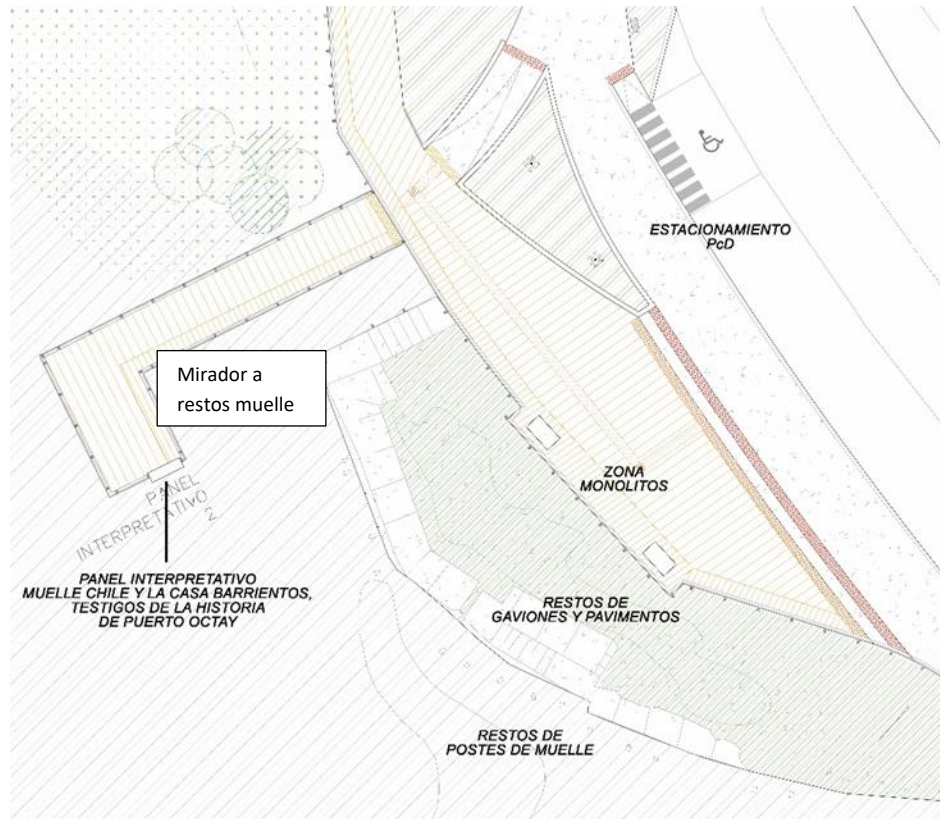 ESTACIONAMIENTO
PcD
Mirador a
restos muelle
ZONA
MONOLITOS
PANEL
INTERPRETATIVO
2
PANEL INTERPRETATIVO
MUELLE CHILE Y LA CASA BARRIENTOS,
TESTIGOS DE LA HISTORIA
DE PUERTO OCTAY
RESTOS DE
GAVIONES Y PAVIMENTOS
RESTOS DE
POSTES DE MUELLE